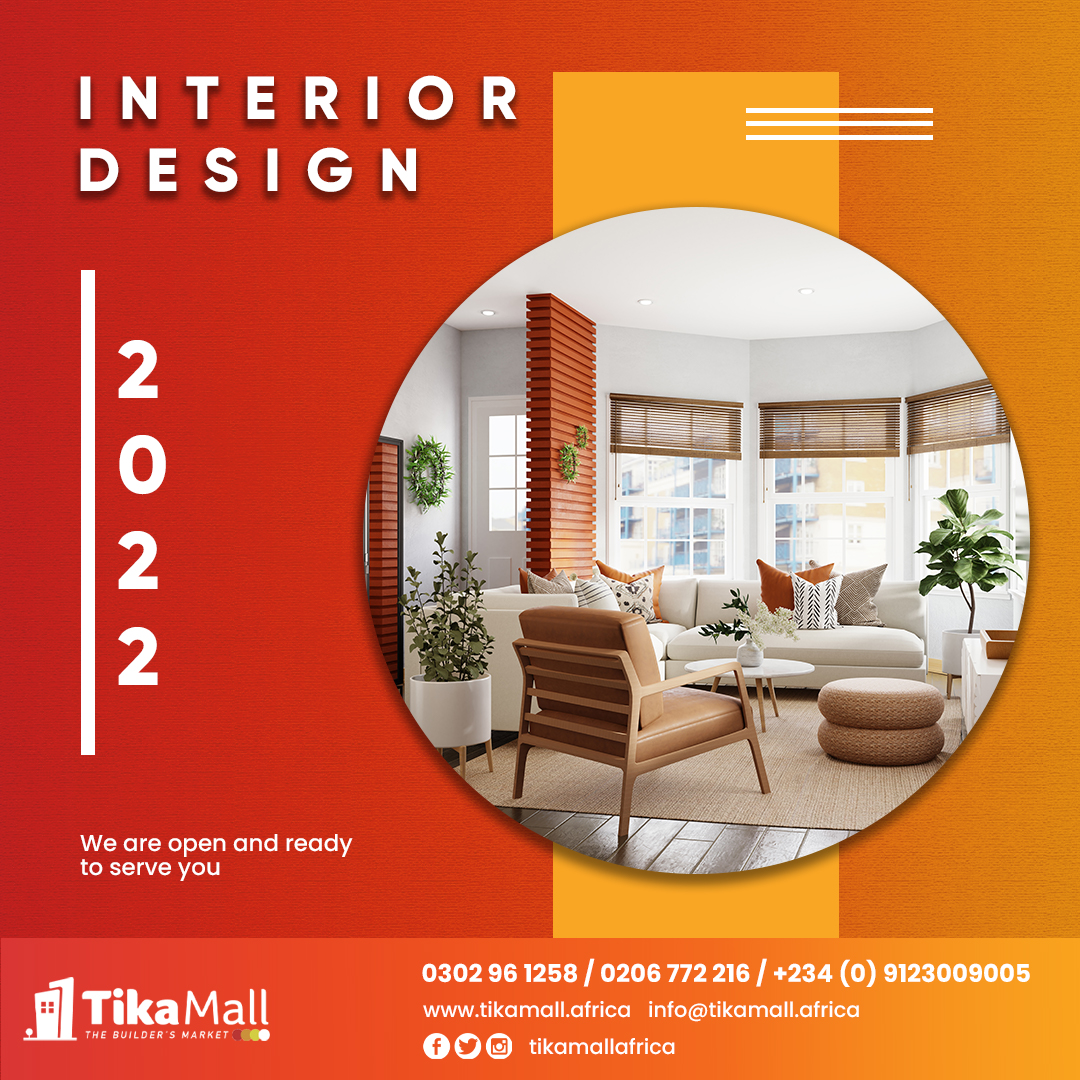 INTERIOR
DESIGN
2
0
2
2
We are open and ready
to serve you
TikaMall
THE BUILDER'S MARKET
0302 96 1258 / 0206 772 216 / +234 (0) 9123009005
www.tikamall.africa info@tikamall.africa
tikamallafrica